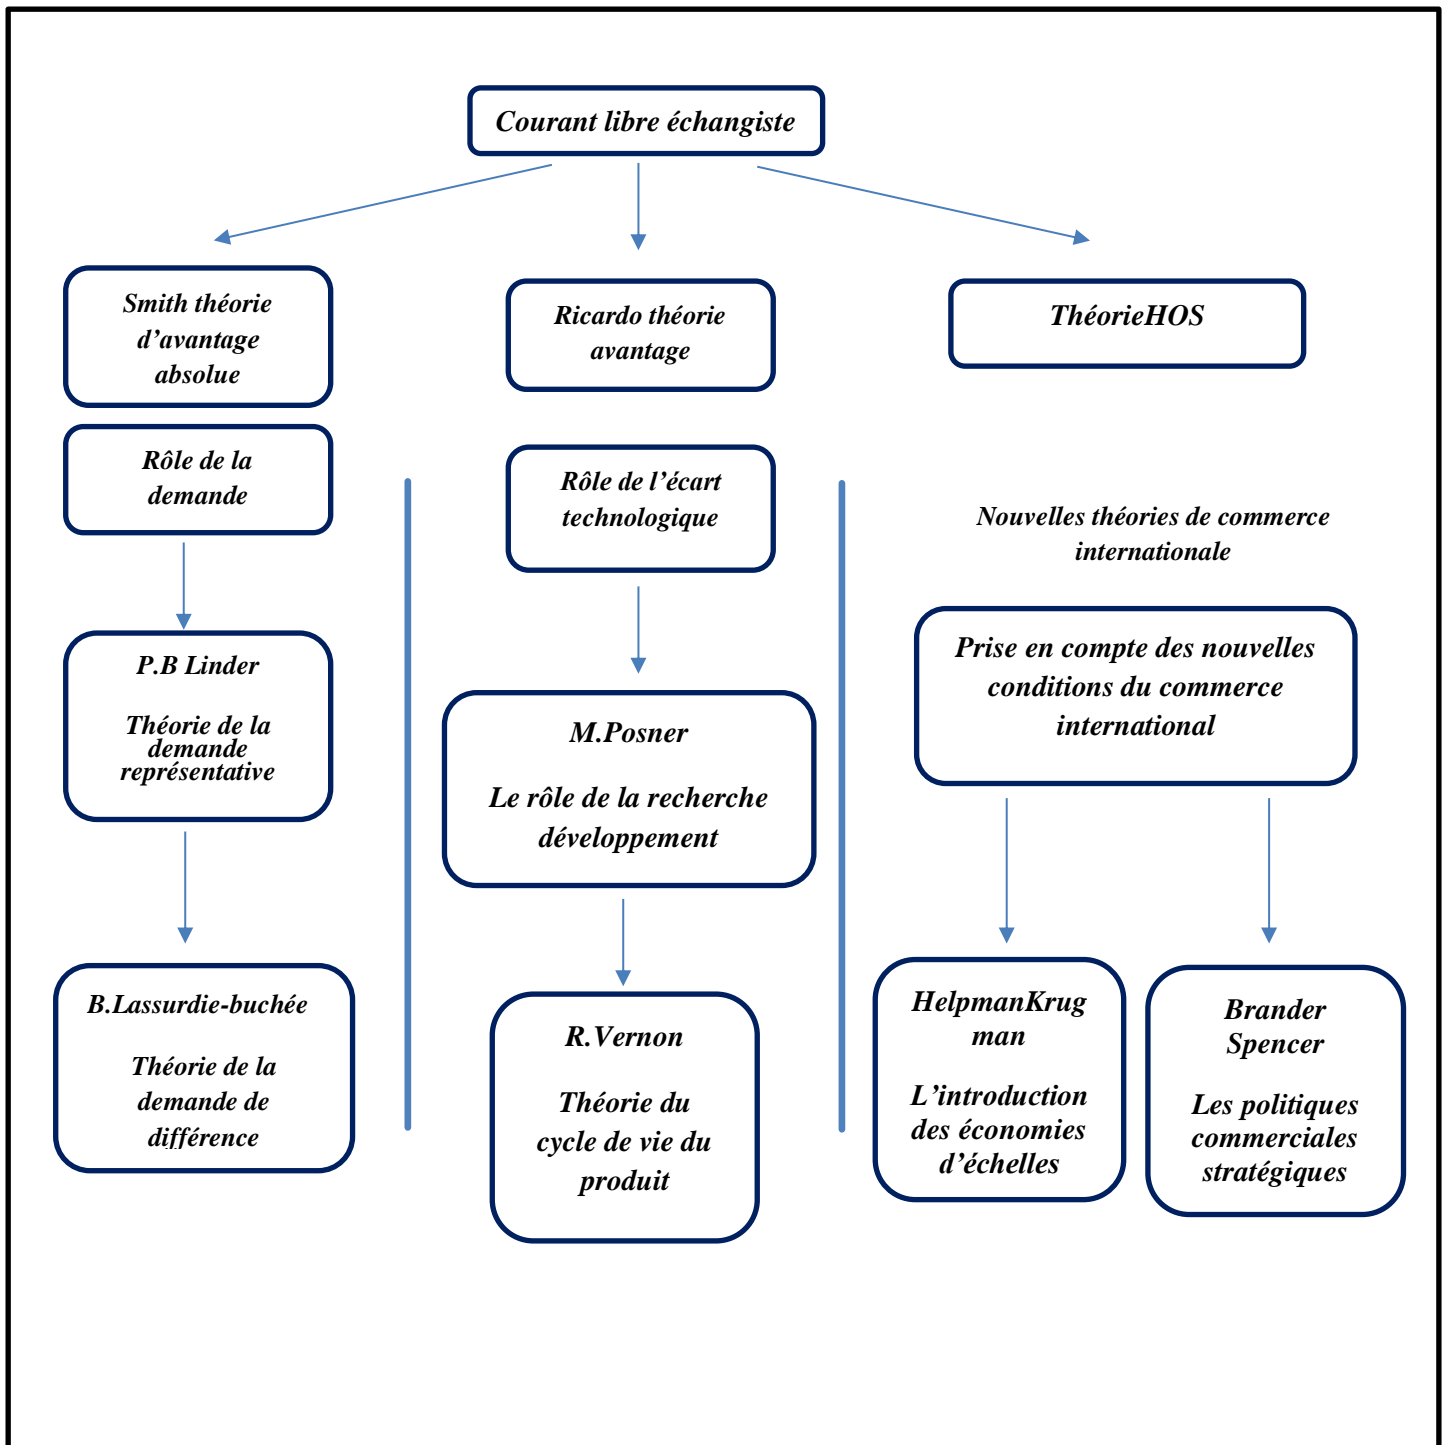 Courant libre échangiste
Smith théorie
d’avantage
absolue
Ricardo théorie
avantage
ThéorieHOS
Rôle de la
demande
Rôle de l’écart
technologique
Nouvelles théories de commerce
internationale
P.B Linder
Théorie de la
demande
représentative
M.Posner
Le rôle de la recherche
développement
Prise en compte des nouvelles
conditions du commerce
international
B.Lassurdie-buchée
Théorie de la
demande de
différence
R.Vernon
Théorie du
cycle de vie du
produit
HelpmanKrug
man
L’introduction
des économies
d’échelles
Brander
Spencer
Les politiques
commerciales
stratégiques